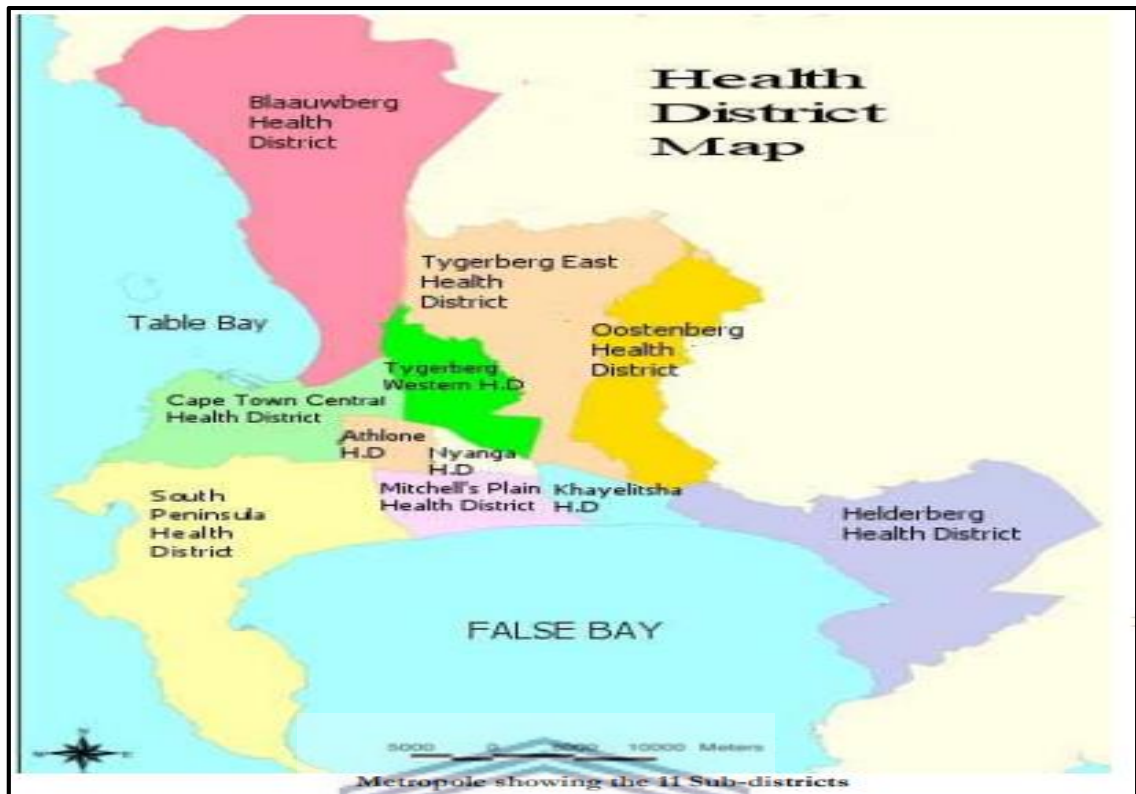 Health
District
Map
Blaauwberg
Health
District
Tygerberg East
Health
District
Table Bay
Oostenberg
Health
District
Tygerberg
Western H.D
Cape Town Central
Health District
Athlone
H.D
Nyanga
H.D
Mitchell's Plain
Health District
Khayelitsha
H.D
South
Peninsula
Health
District
Helderberg
Health District
FALSE BAY
5000 0 5000 10000 Meters
Metropole showing the 11 Sub-districts